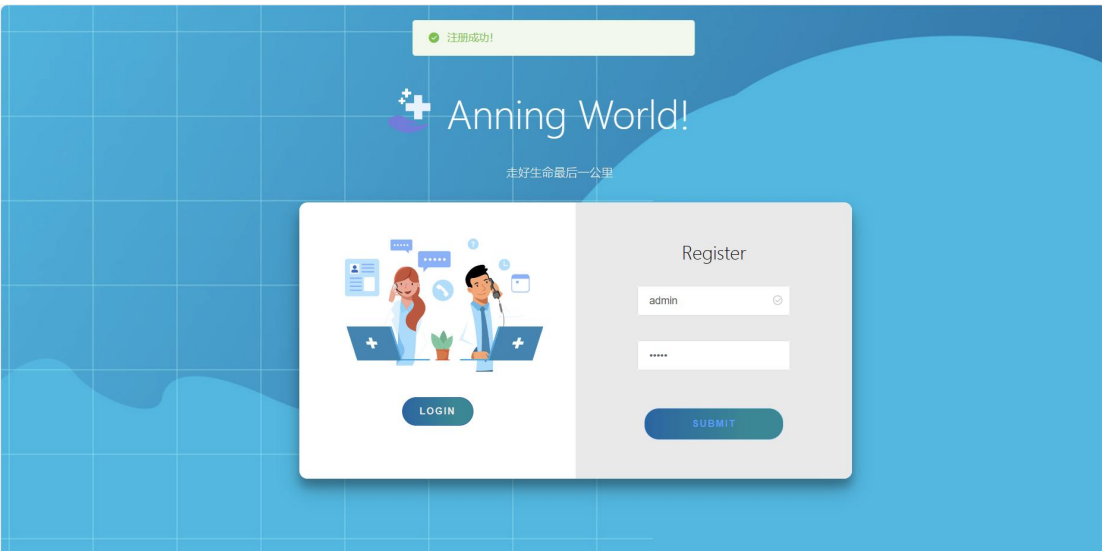 注册成功!
Anning World!
走好生命最后一公里
Register
admin
•••••
LOGIN
SUBMIT